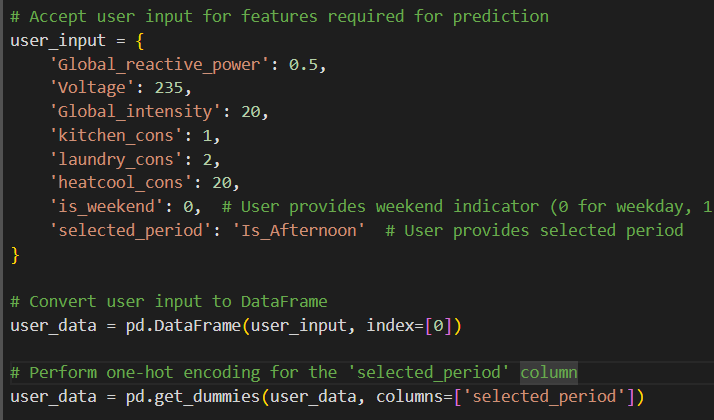 # Accept user input for features required for prediction
user_input = {
    'Global_reactive_power': 0.5,
    'Voltage': 235,
    'Global_intensity': 20,
    'kitchen_cons': 1,
    'laundry_cons': 2,
    'heatcool_cons': 20,
    'is_weekend': 0,  # User provides weekend indicator (0 for weekday, 1
    'selected_period': 'Is_Afternoon'  # User provides selected period
}
# Convert user input to DataFrame
user_data = pd.DataFrame(user_input, index=[0])
# Perform one-hot encoding for the 'selected_period' column
user_data = pd.get_dummies(user_data, columns=['selected_period'])